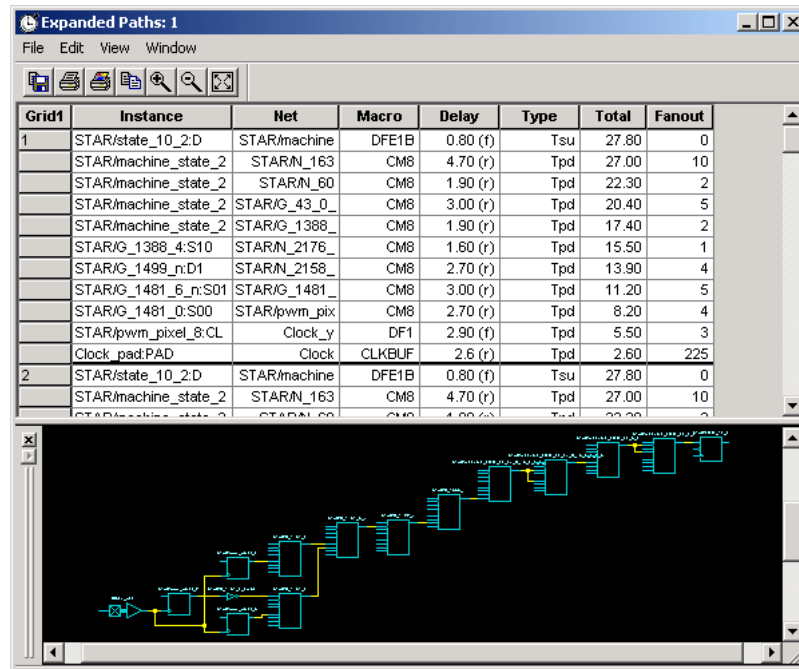 Expanded Paths: 1
File Edit View Window
Grid1 Instance Net Macro Delay Type Total Fanout
1 STAR/state_10_2:D STAR/machine DFE1B 0.80 (f) Tsu 27.80 0
STAR/machine_state_2 STAR/N_163 CM8 4.70 (r) Tpd 27.00 10
STAR/machine_state_2 STAR/N_60 CM8 1.90 (r) Tpd 22.30 2
STAR/machine_state_2 STAR/G_43_0_ CM8 3.00 (r) Tpd 20.40 5
STAR/machine_state_2 STAR/G_1388_ CM8 1.90 (r) Tpd 17.40 2
STAR/G_1388_4:S10 STAR/N_2176_ CM8 1.60 (r) Tpd 15.50 1
STAR/G_1499_n:D1 STAR/N_2158_ CM8 2.70 (r) Tpd 13.90 4
STAR/G_1481_6_n:S01 STAR/G_1481_ CM8 3.00 (r) Tpd 11.20 5
STAR/G_1481_0:S00 STAR/pwm_pix CM8 2.70 (r) Tpd 8.20 4
STAR/pwm_pixel_8:CL Clock_y DF1 2.90 (f) Tpd 5.50 3
Clock_pad:PAD Clock CLKBUF 2.6 (r) Tpd 2.60 225
2 STAR/state_10_2:D STAR/machine DFE1B 0.80 (f) Tsu 27.80 0
STAR/machine_state_2 STAR/N_163 CM8 4.70 (r) Tpd 27.00 10